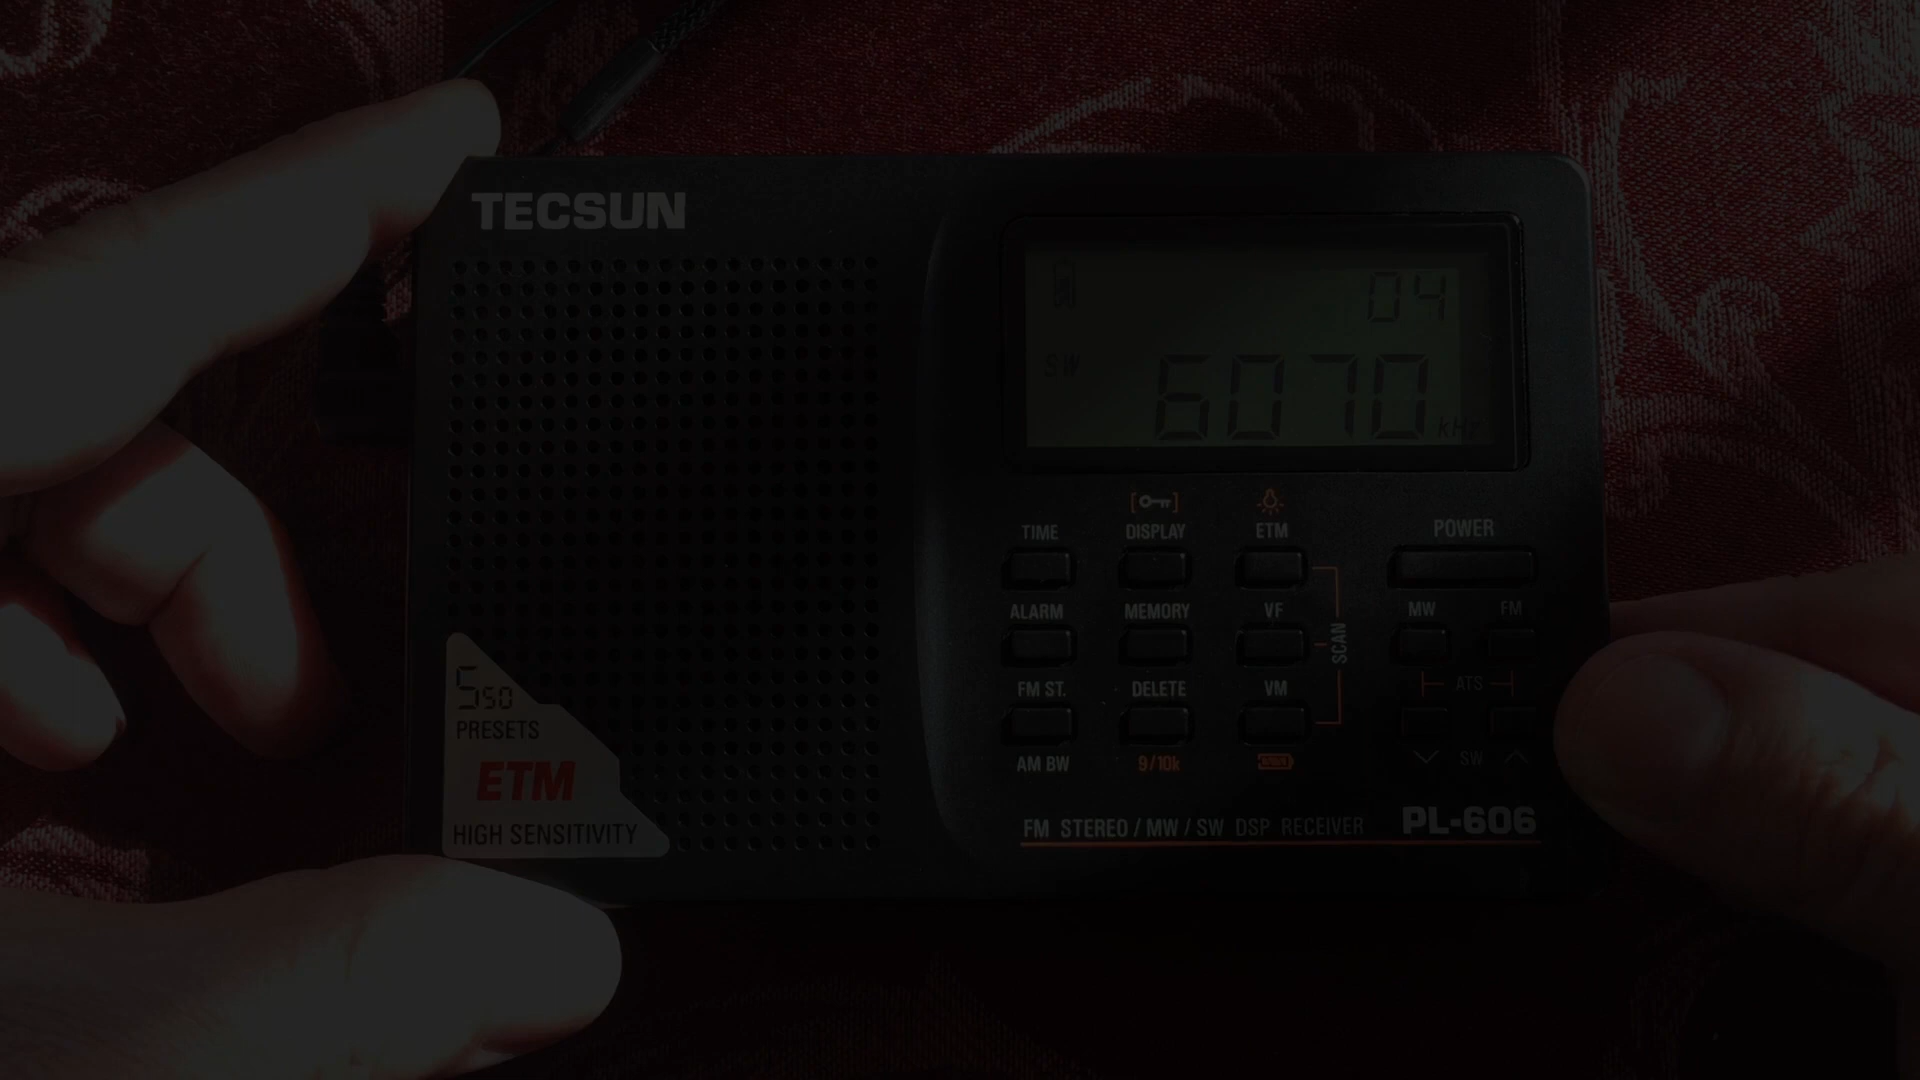 TECSUN
04
SW
6070 kHz
TIME
DISPLAY
ETM
POWER
ALARM
MEMORY
VF
MW
FM
SCAN
FM ST.
DELETE
VM
ATS
AM BW
9/10k
SW
550
PRESETS
ETM
HIGH SENSITIVITY
FM STEREO / MW / SW DSP RECEIVER
PL-606